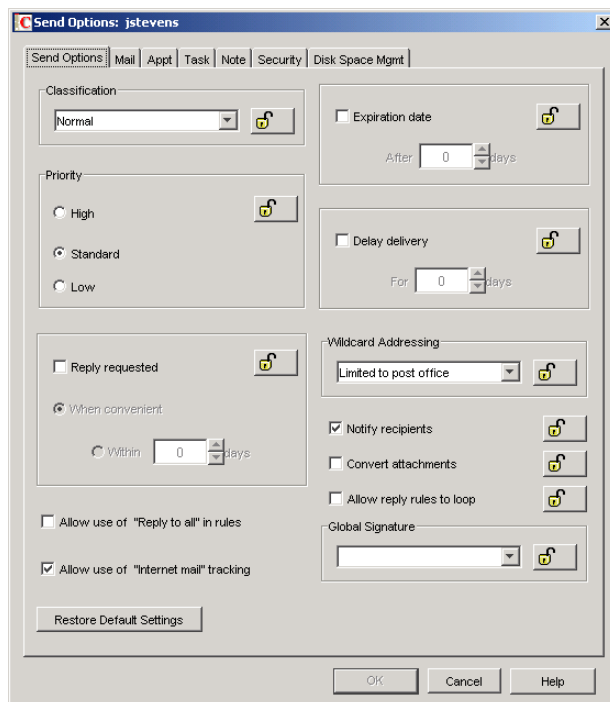 Send Options: jstevens
Send Options Mail Appt Task Note Security Disk Space Mgmt
Classification
Normal
Expiration date
After 0 days
Priority
High
Standard
Low
Delay delivery
For 0 days
Reply requested
When convenient
Within 0 days
Wildcard Addressing
Limited to post office
Notify recipients
Convert attachments
Allow reply rules to loop
Allow use of "Reply to all" in rules
Allow use of "Internet mail" tracking
Global Signature
Restore Default Settings
OK Cancel Help